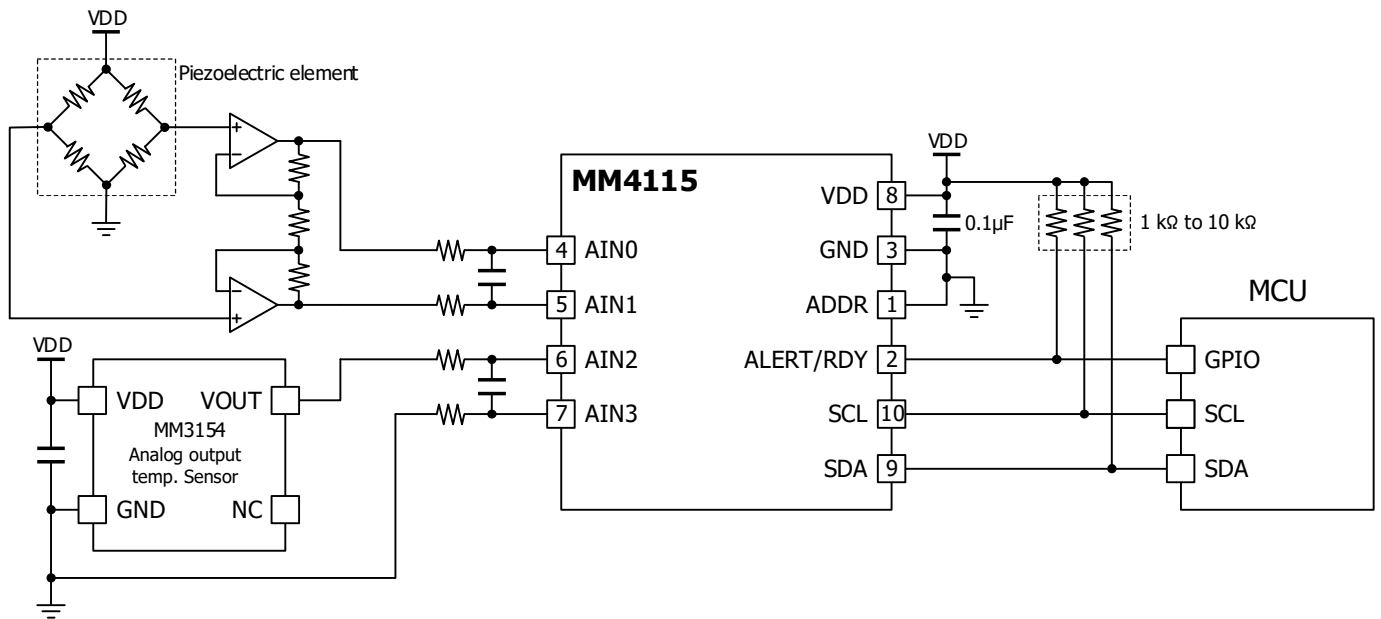 VDD
Piezoelectric element
+
−
−
+
VDD
VDD
VOUT
MM3154
Analog output
temp. Sensor
GND
NC
MM4115
4
AIN0
5
AIN1
6
AIN2
7
AIN3
VDD
8
GND
3
ADDR
1
ALERT/RDY
2
SCL
10
SDA
9
VDD
0.1µF
1 kΩ to 10 kΩ
MCU
GPIO
SCL
SDA